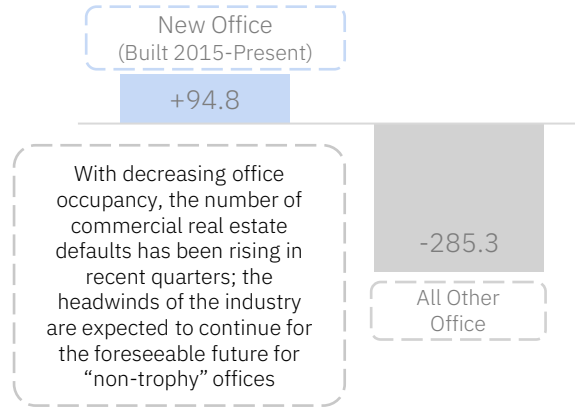 New Office
(Built 2015-Present)
+94.8
With decreasing office
occupancy, the number of
commercial real estate
defaults has been rising in
recent quarters; the
headwinds of the industry
are expected to continue for
the foreseeable future for
“non-trophy” offices
-285.3
All Other
Office